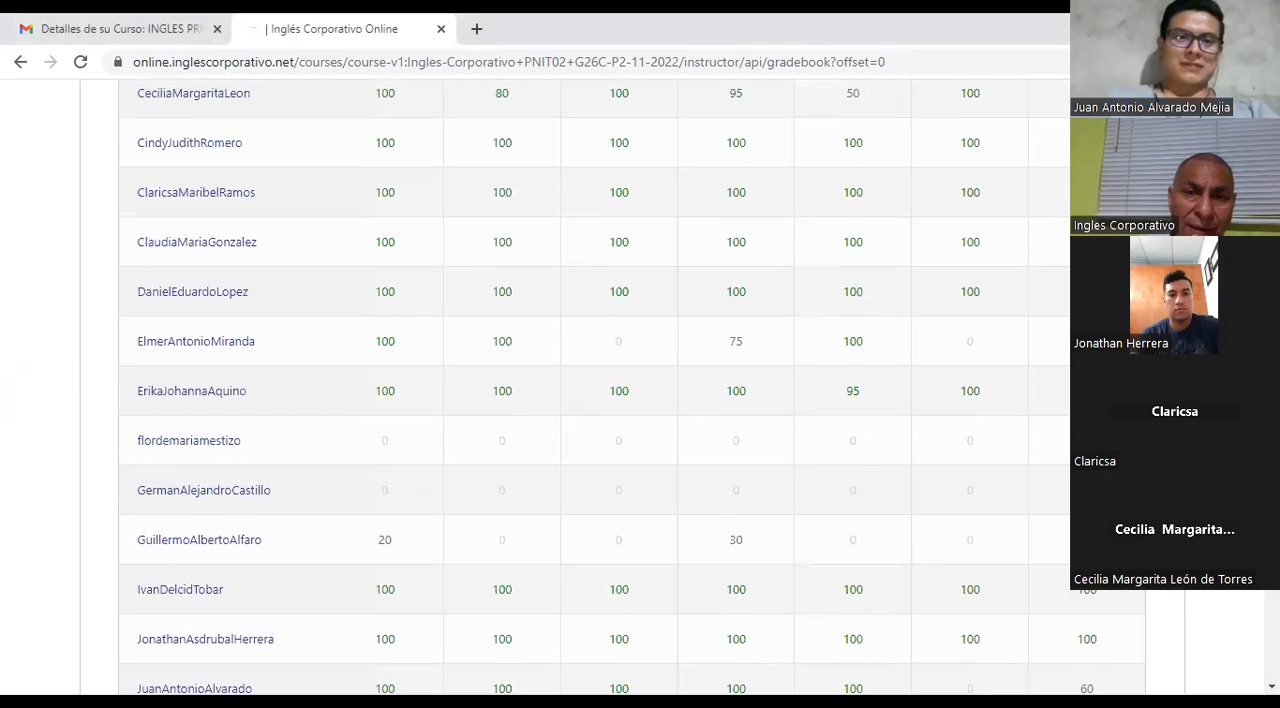 Detalles de su Curso: INGLES PRI
| Inglés Corporativo Online
online.inglescorporativo.net/courses/course-v1:Ingles-Corporativo+PNIT02+G26C-P2-11-2022/instructor/api/gradebook?offset=0
CeciliaMargaritaLeon 100 80 100 95 50 100
CindyJudithRomero 100 100 100 100 100 100
ClaricsaMaribelRamos 100 100 100 100 100 100
ClaudiaMariaGonzalez 100 100 100 100 100 100
DanielEduardoLopez 100 100 100 100 100 100
ElmerAntonioMiranda 100 100 0 75 100 0
ErikaJohannaAquino 100 100 100 100 95 100
flordemariamestizo 0 0 0 0 0 0
GermanAlejandroCastillo 0 0 0 0 0 0
GuillermoAlbertoAlfaro 20 0 0 30 0 0
IvanDelcidTobar 100 100 100 100 100 100 100
JonathanAsdrubalHerrera 100 100 100 100 100 100 100
JuanAntonioAlvarado 100 100 100 100 100 0 60
Juan Antonio Alvarado Mejia
Ingles Corporativo
Jonathan Herrera
Claricsa
Claricsa
Cecilia Margarita...
Cecilia Margarita León de Torres